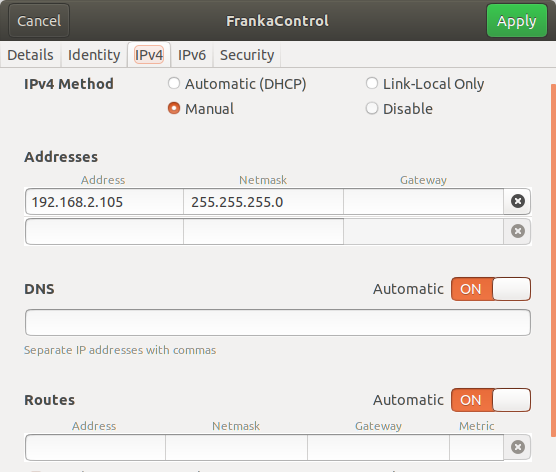 Cancel FrankaControl Apply
Details Identity IPv4 IPv6 Security
IPv4 Method Automatic (DHCP) Link-Local Only
Manual Disable
Addresses
Address Netmask Gateway
192.168.2.105 255.255.255.0
DNS Automatic ON
Separate IP addresses with commas
Routes Automatic ON
Address Netmask Gateway Metric